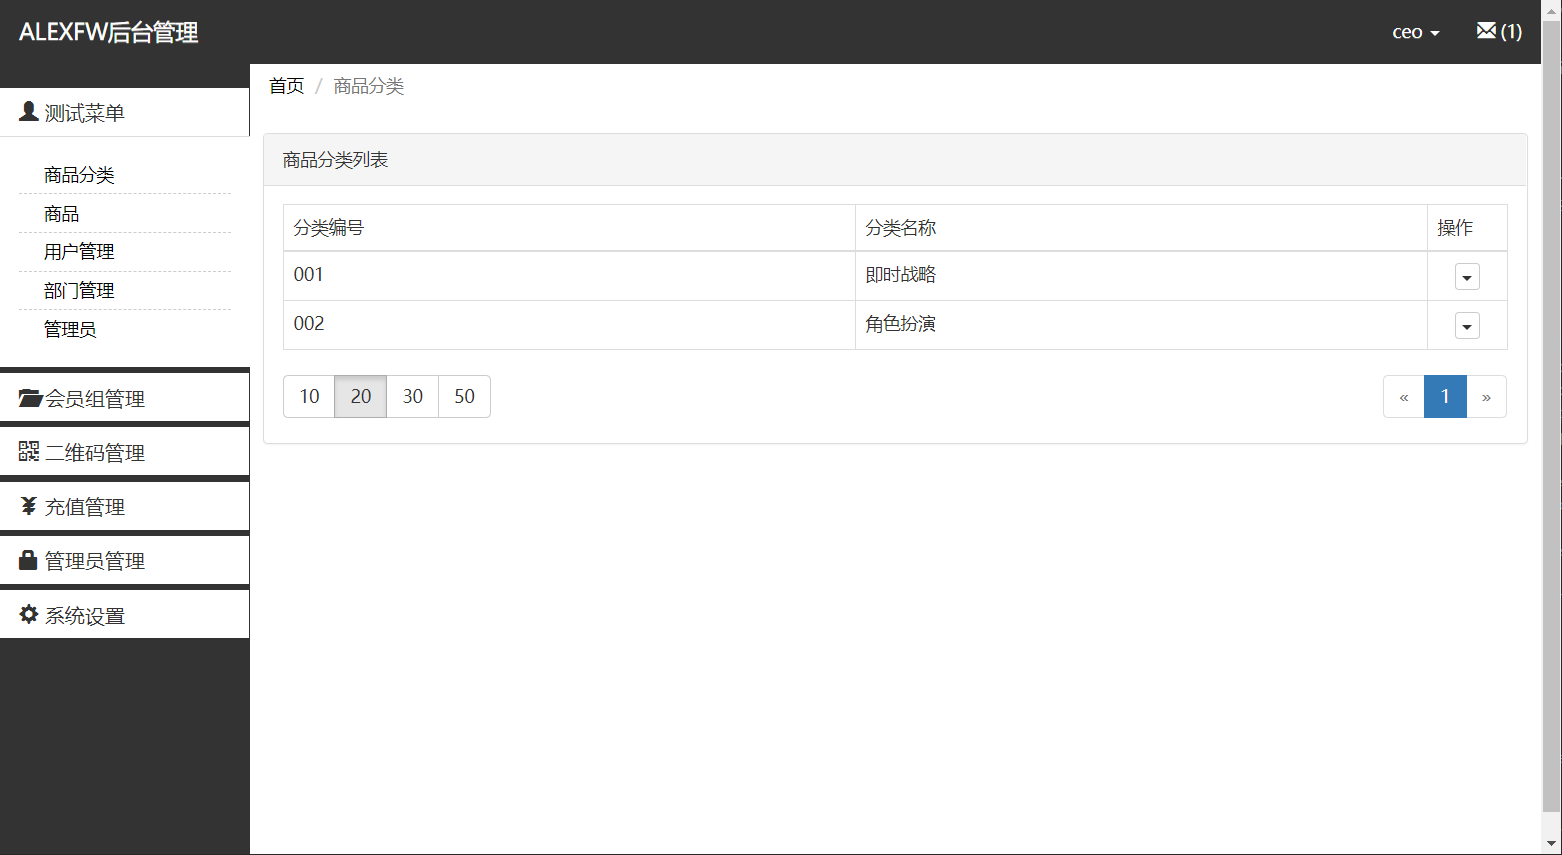 ALEXFW后台管理
ceo
(1)
测试菜单
商品分类
商品
用户管理
部门管理
管理员
会员组管理
二维码管理
充值管理
管理员管理
系统设置
首页 / 商品分类
商品分类列表
分类编号 分类名称 操作
001 即时战略
002 角色扮演
10 20 30 50
« 1 »